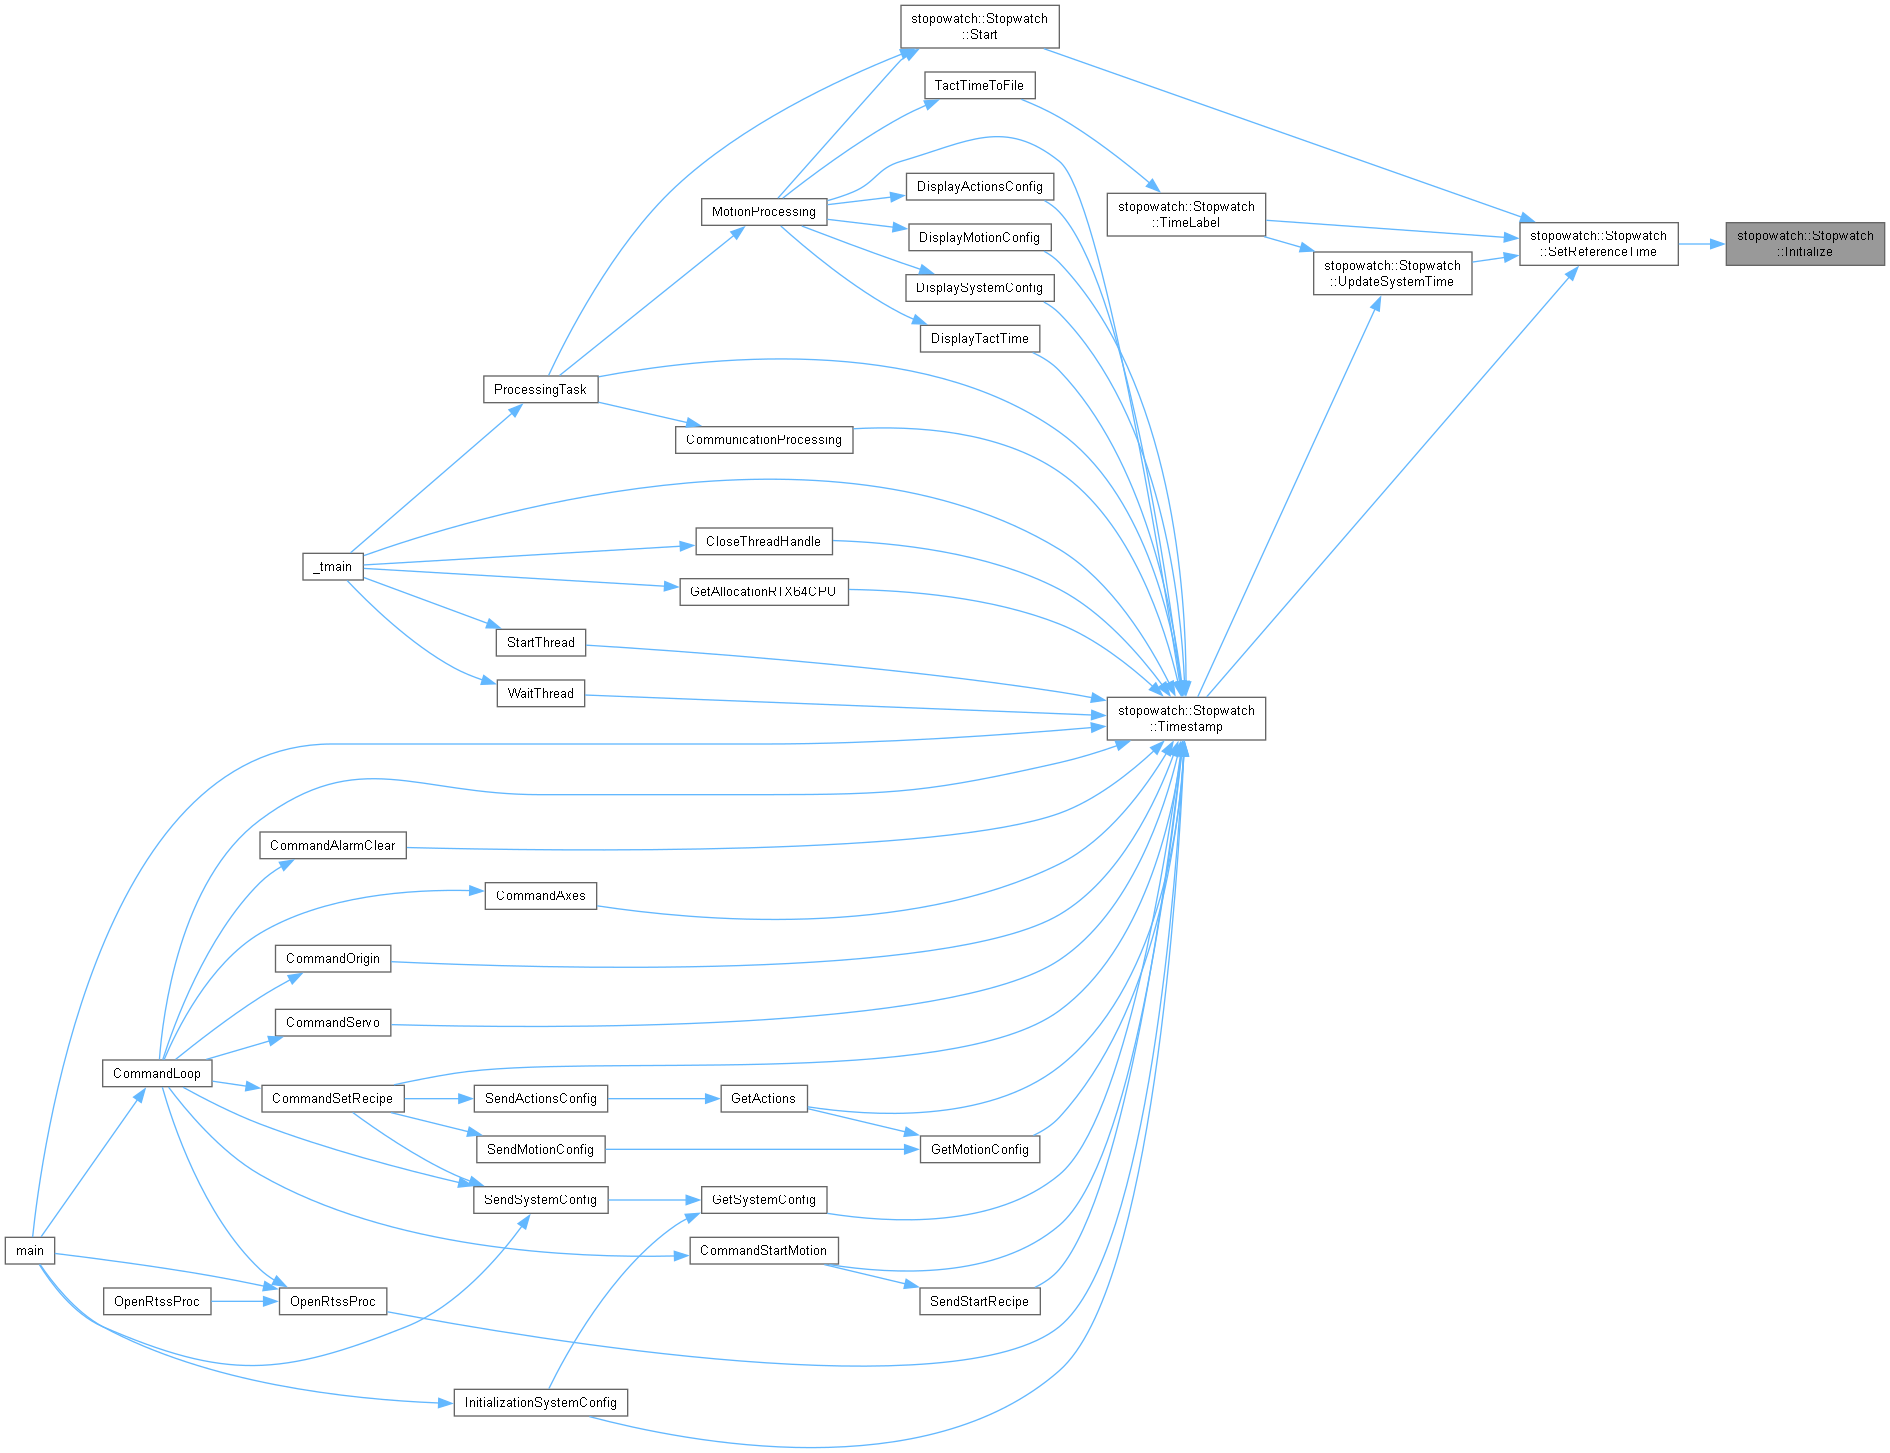 stopowatch::Stopwatch
::Start
TactTimeToFile
DisplayActionsConfig
stopowatch::Stopwatch
::TimeLabel
MotionProcessing
DisplayMotionConfig
stopowatch::Stopwatch
::SetReferenceTime
stopowatch::Stopwatch
::Initialize
stopowatch::Stopwatch
::UpdateSystemTime
DisplaySystemConfig
DisplayTactTime
ProcessingTask
CommunicationProcessing
CloseThreadHandle
_tmain
GetAllocationRTX64CPU
StartThread
WaitThread
stopowatch::Stopwatch
::Timestamp
CommandAlarmClear
CommandAxes
CommandOrigin
CommandServo
CommandLoop
CommandSetRecipe
SendActionsConfig
GetActions
SendMotionConfig
GetMotionConfig
SendSystemConfig
GetSystemConfig
main
CommandStartMotion
OpenRtssProc
OpenRtssProc
SendStartRecipe
InitializationSystemConfig